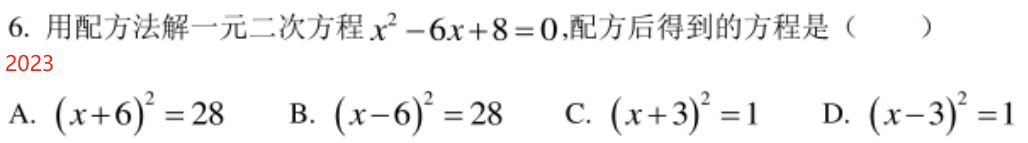 6. 用配方法解一元二次方程 x² − 6x + 8 = 0,配方后得到的方程是（　　）
2023
A. (x+6)² = 28　　B. (x−6)² = 28　　C. (x+3)² = 1　　D. (x−3)² = 1